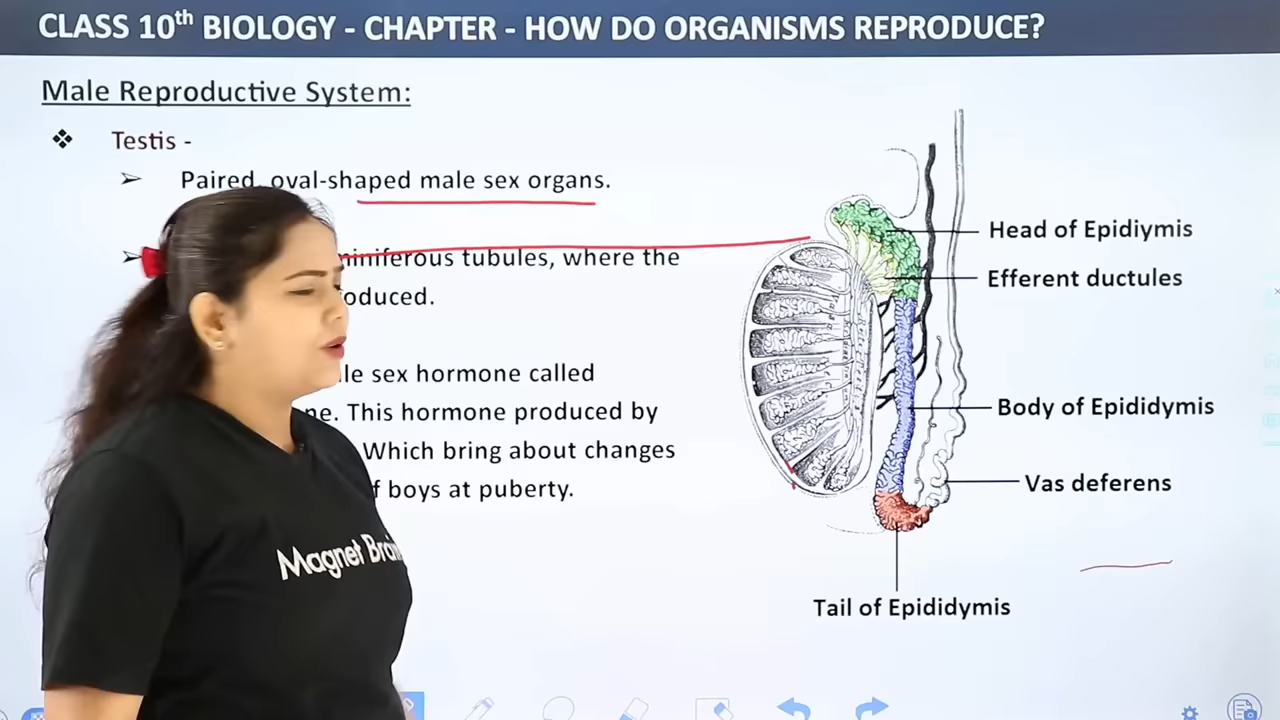 CLASS 10th BIOLOGY - CHAPTER - HOW DO ORGANISMS REPRODUCE?
Male Reproductive System:
❖ Testis -
➢ Paired, oval-shaped male sex organs.
➢ miniferous tubules, where the
oduced.
le sex hormone called
ne. This hormone produced by
Which bring about changes
f boys at puberty.
Magnet Brai
Head of Epidiymis
Efferent ductules
Body of Epididymis
Vas deferens
Tail of Epididymis